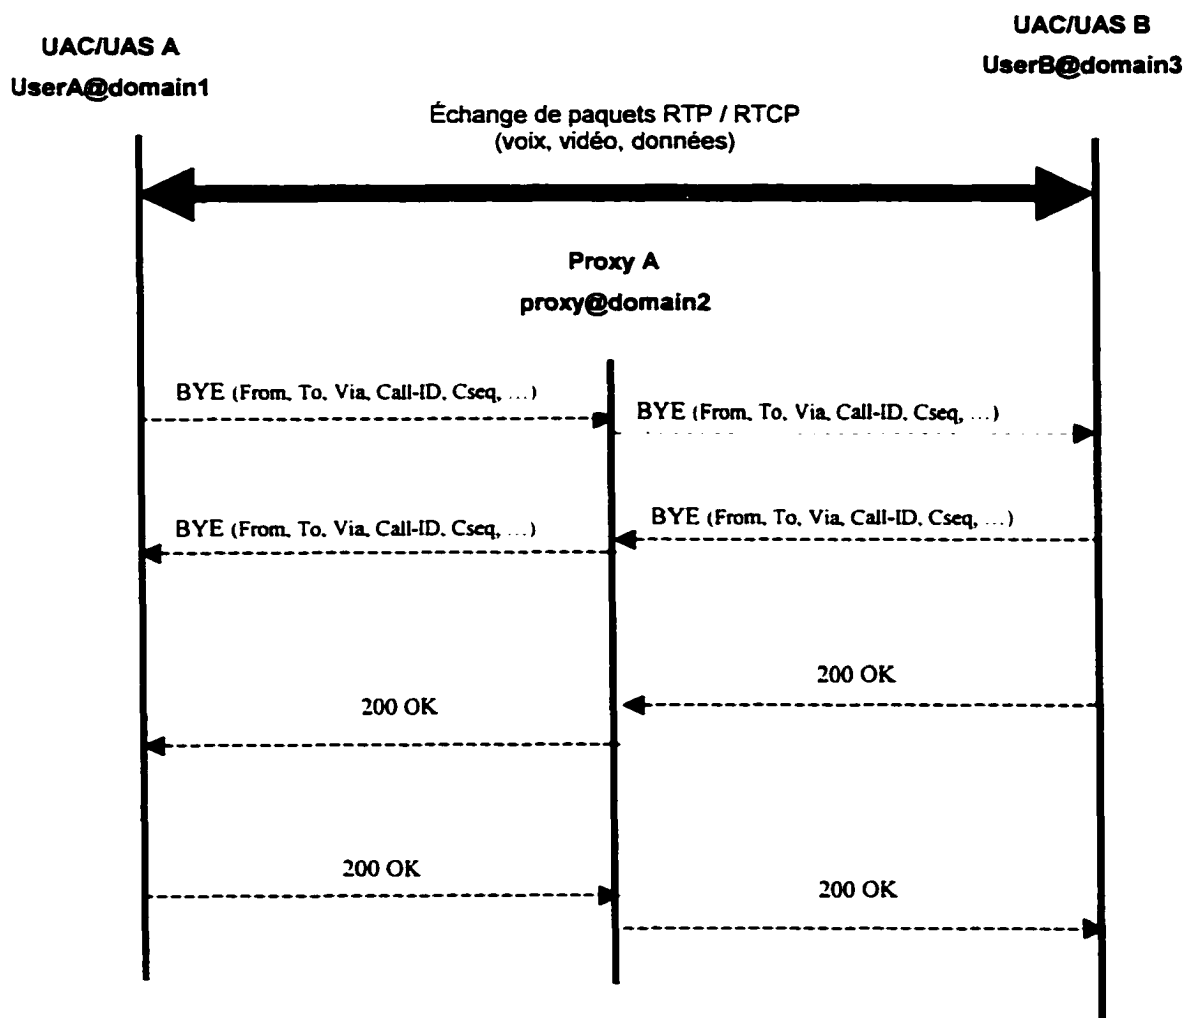 UAC/UAS A
UserA@domain1
UAC/UAS B
UserB@domain3
Échange de paquets RTP / RTCP
(voix, vidéo, données)
Proxy A
proxy@domain2
BYE (From, To, Via, Call-ID, Cseq, ...)
BYE (From, To, Via, Call-ID, Cseq, ...)
BYE (From, To, Via, Call-ID, Cseq, ...)
BYE (From, To, Via, Call-ID, Cseq, ...)
200 OK
200 OK
200 OK
200 OK